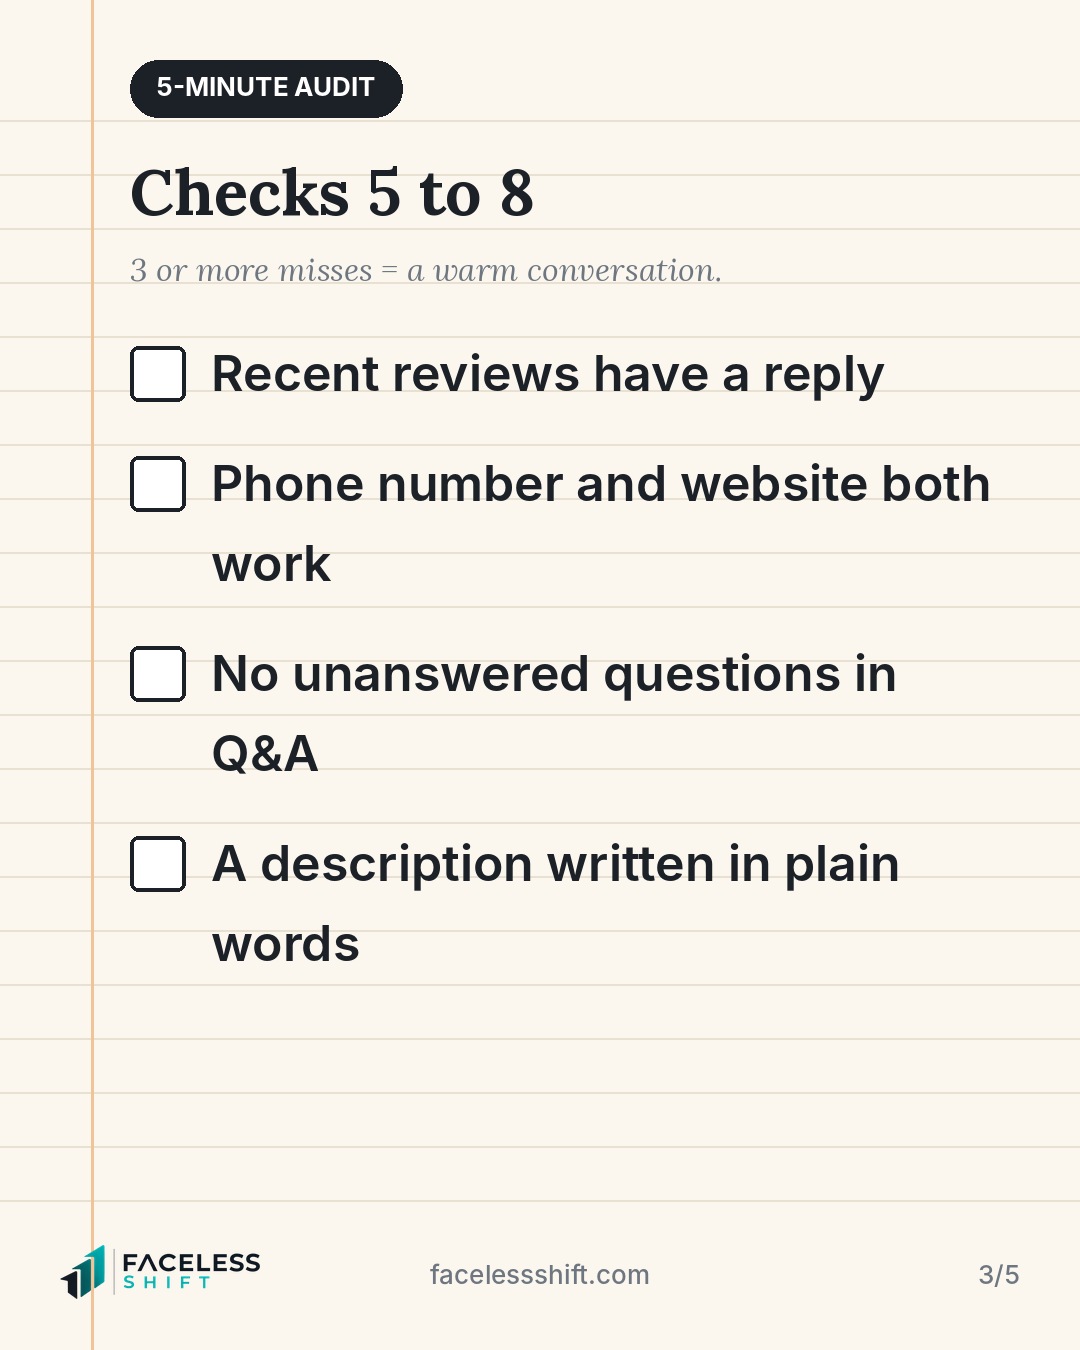 5-MINUTE AUDIT
Checks 5 to 8
3 or more misses = a warm conversation.
Recent reviews have a reply
Phone number and website both
work
No unanswered questions in
Q&A
A description written in plain
words
FACELESS
SHIFT
facelessshift.com
3/5